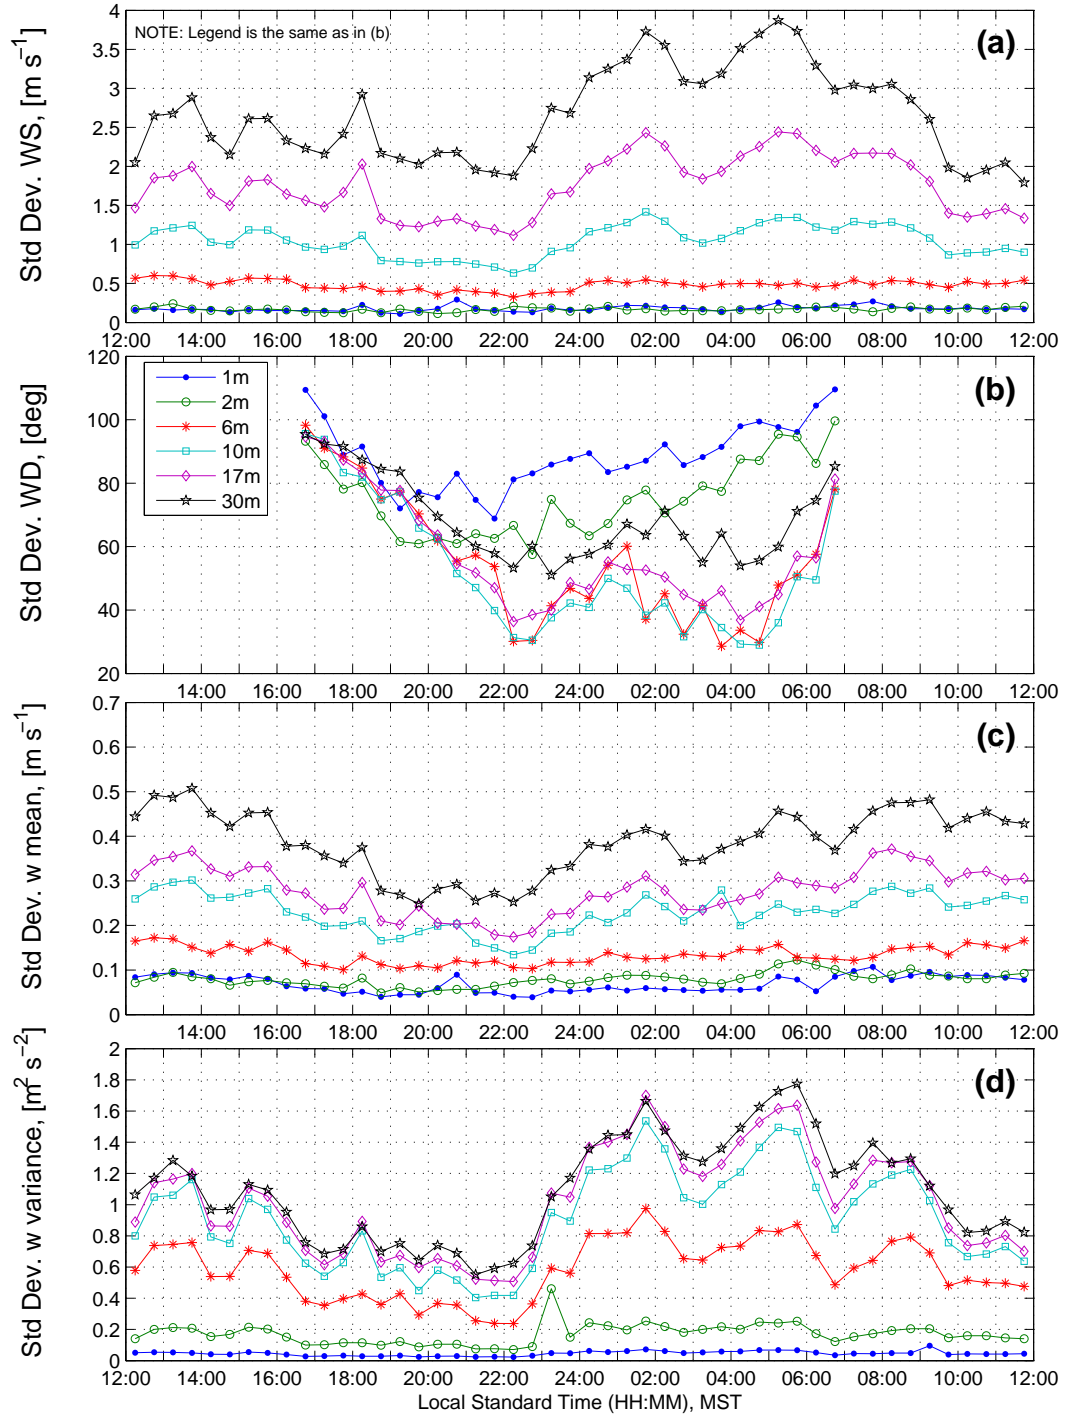 NOTE: Legend is the same as in (b)
(a)
Std Dev. WS, [m s⁻¹]
4
3.5
3
2.5
2
1.5
1
0.5
0
12:00 14:00 16:00 18:00 20:00 22:00 24:00 02:00 04:00 06:00 08:00 10:00 12:00
(b)
Std Dev. WD, [deg]
120
100
80
60
40
20
1m
2m
6m
10m
17m
30m
14:00 16:00 18:00 20:00 22:00 24:00 02:00 04:00 06:00 08:00 10:00 12:00
(c)
Std Dev. w mean, [m s⁻¹]
0.7
0.6
0.5
0.4
0.3
0.2
0.1
0
14:00 16:00 18:00 20:00 22:00 24:00 02:00 04:00 06:00 08:00 10:00 12:00
(d)
Std Dev. w variance, [m² s⁻²]
2
1.8
1.6
1.4
1.2
1
0.8
0.6
0.4
0.2
0
12:00 14:00 16:00 18:00 20:00 22:00 24:00 02:00 04:00 06:00 08:00 10:00 12:00
Local Standard Time (HH:MM), MST